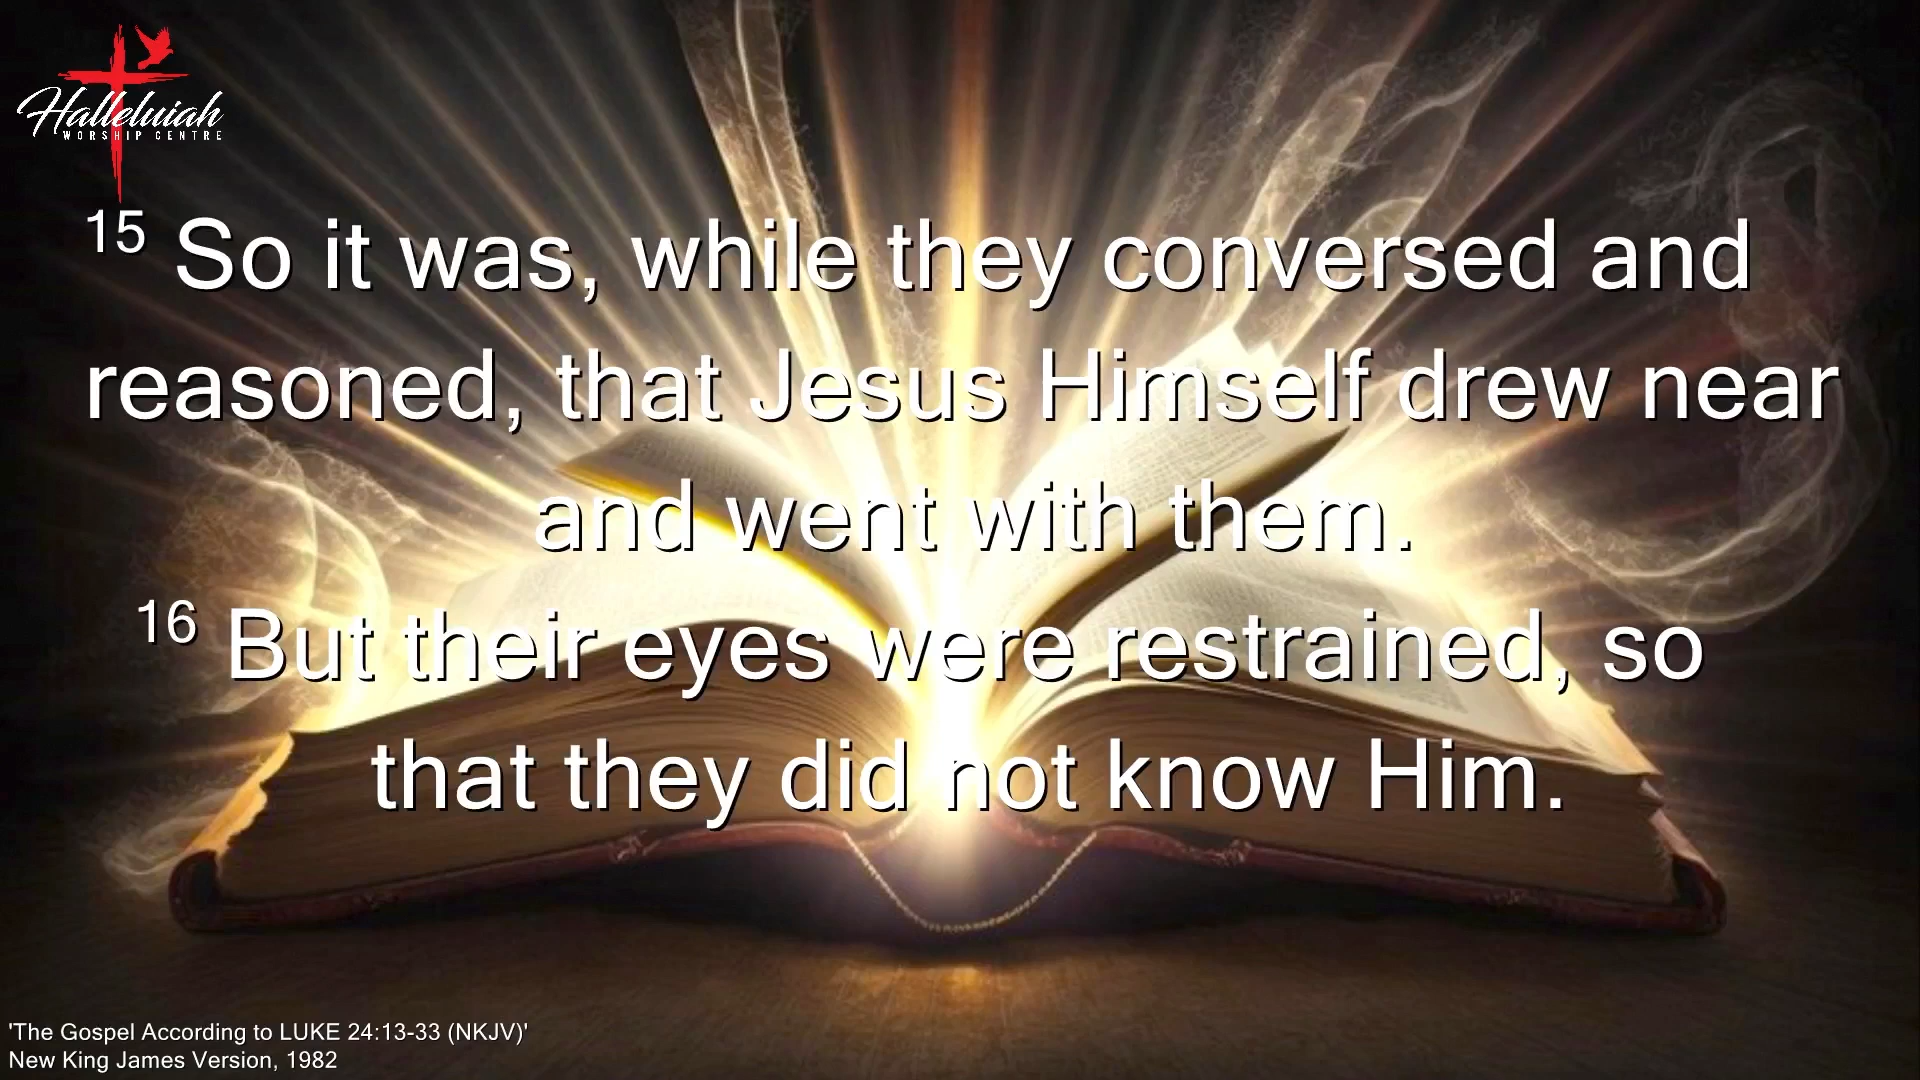 Halleluiah
WORSHIP CENTRE
15 So it was, while they conversed and
reasoned, that Jesus Himself drew near
and went with them.
16 But their eyes were restrained, so
that they did not know Him.
'The Gospel According to LUKE 24:13-33 (NKJV)'
New King James Version, 1982